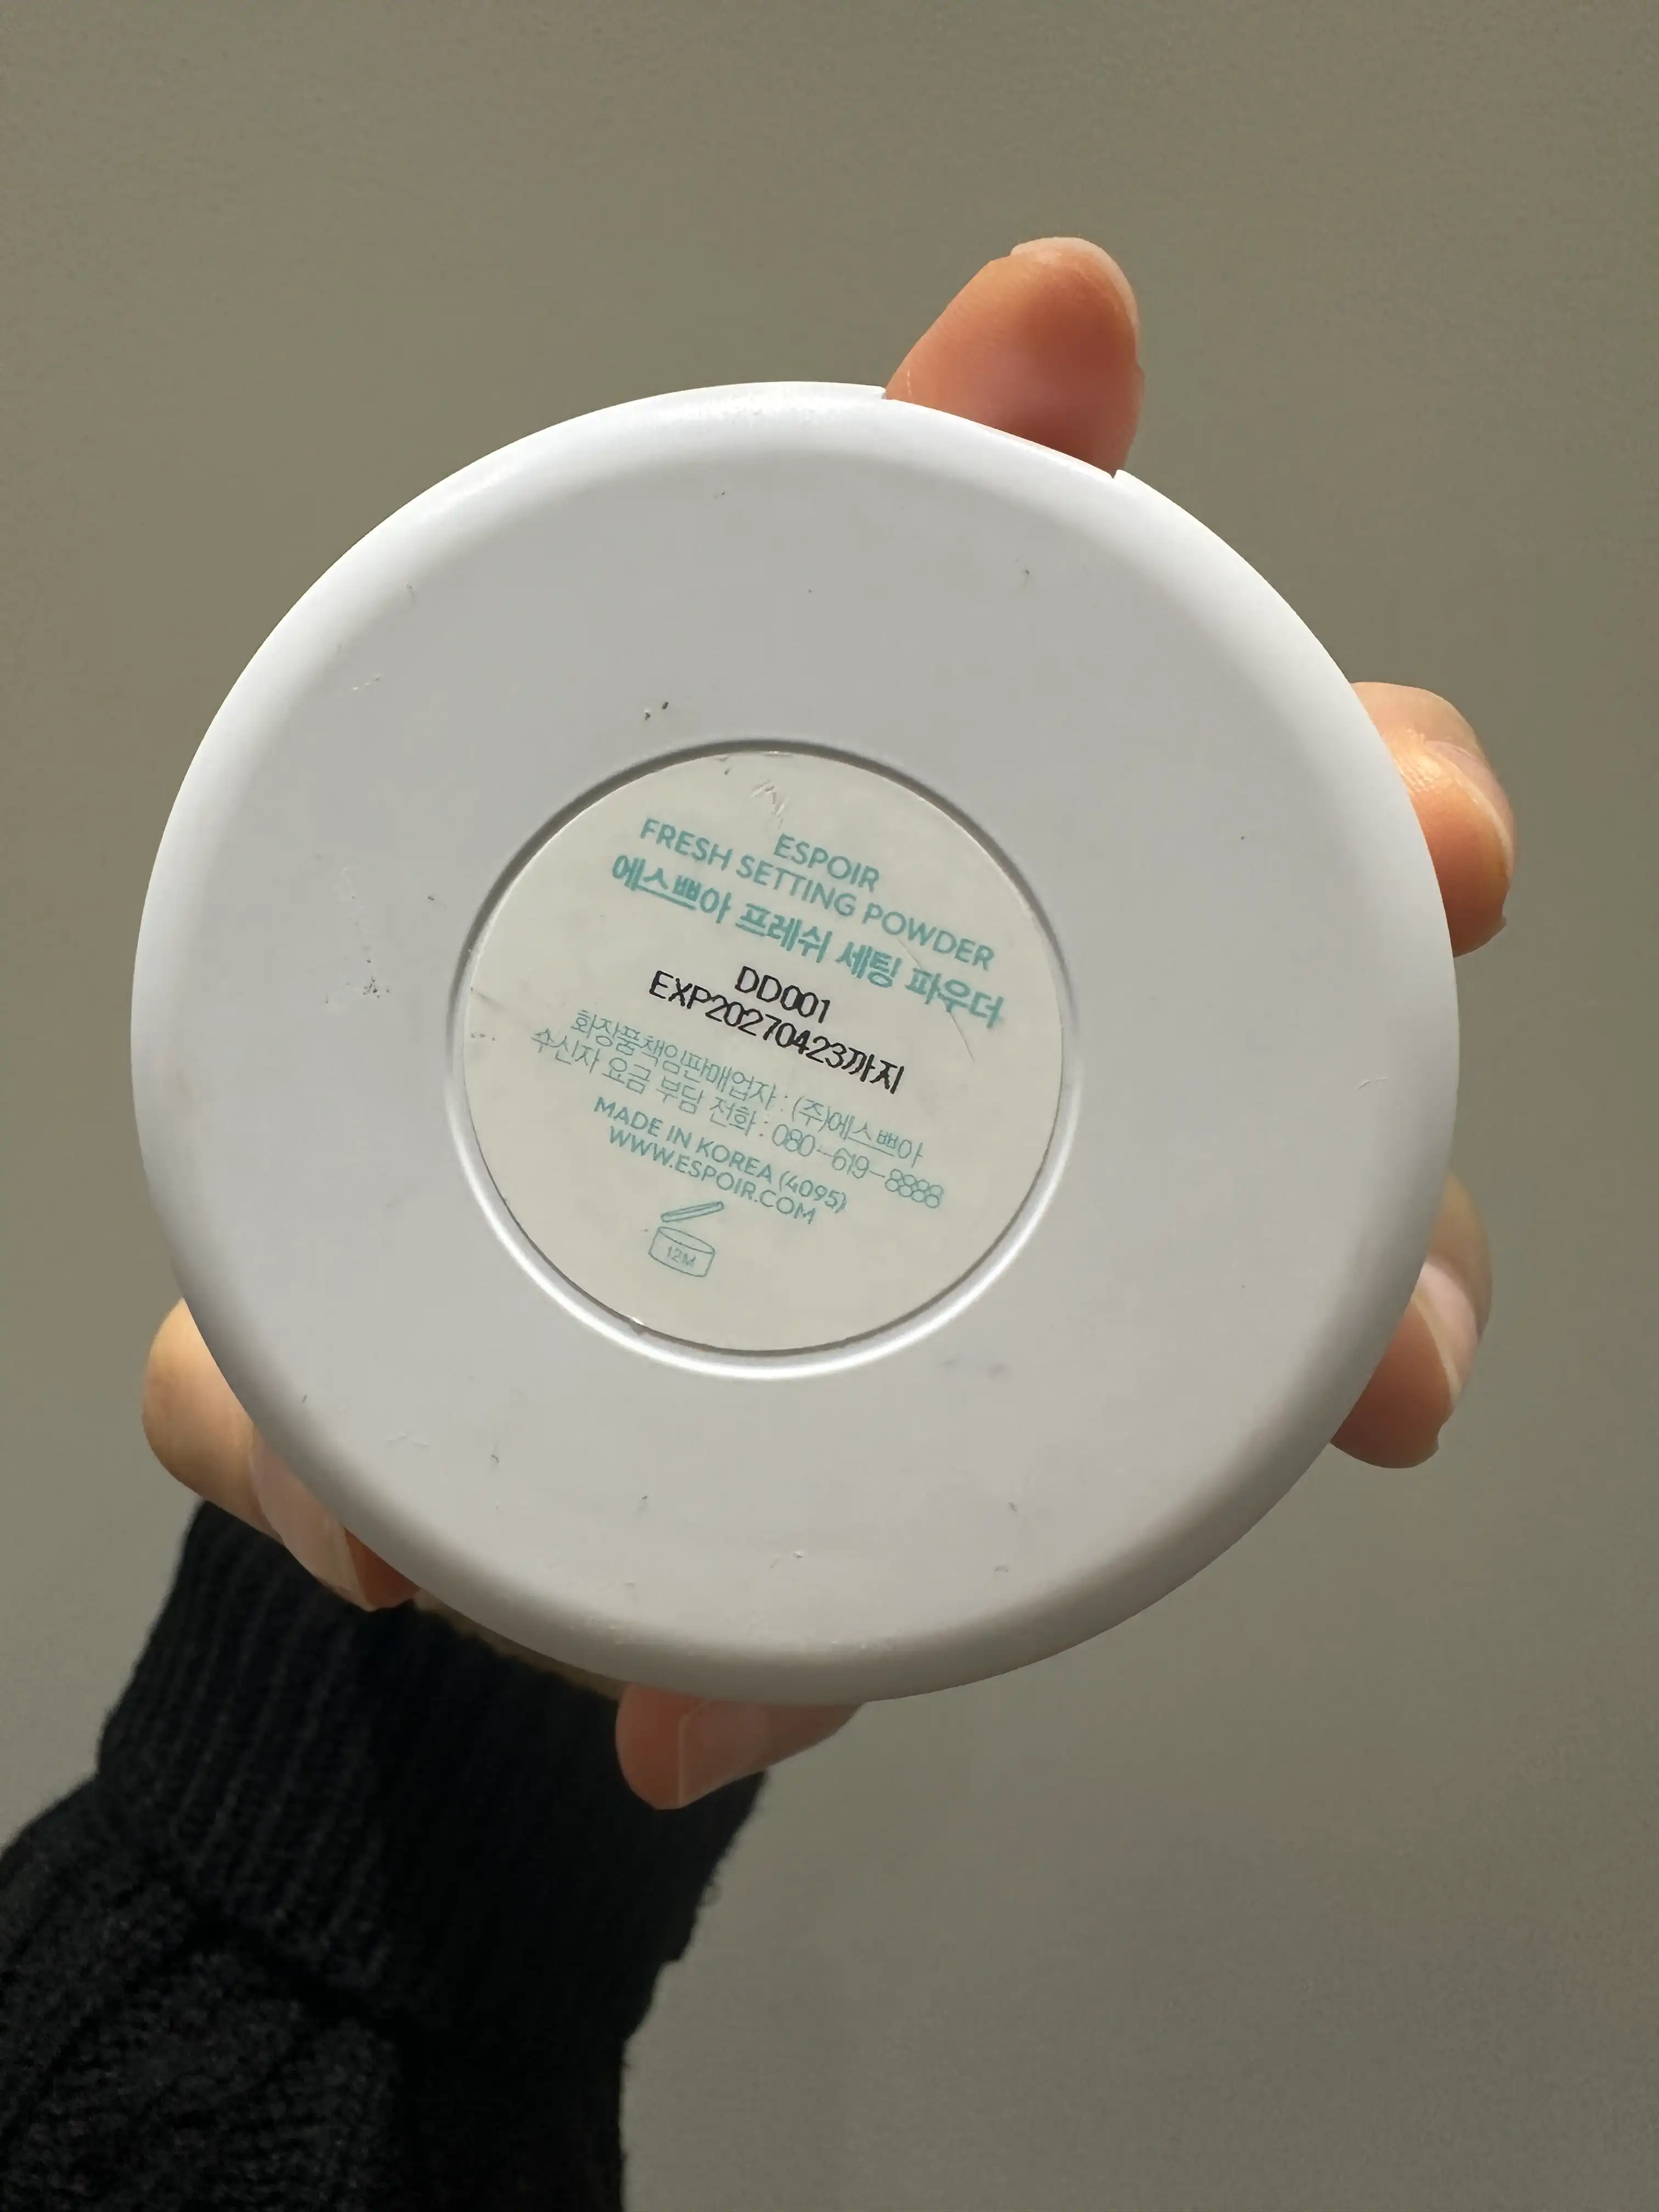 ESPOIR
FRESH SETTING POWDER
에스쁘아 프레쉬 세팅 파우더
DD001
EXP20270423까지
화장품책임판매업자 : (주)에스쁘아
수신자 요금 부담 전화 : 080-619-8888
MADE IN KOREA (4095)
WWW.ESPOIR.COM
12M